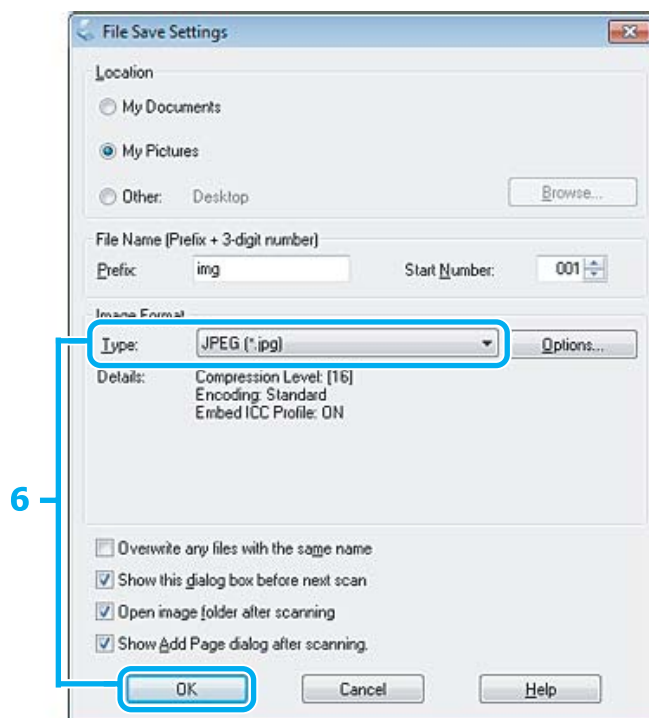 File Save Settings
Location
My Documents
My Pictures
Other: Desktop Browse...
File Name (Prefix + 3-digit number)
Prefix: img Start Number: 001
Image Format
Type: JPEG (*.jpg) Options...
Details: Compression Level: [16]
Encoding: Standard
Embed ICC Profile: ON
6
Overwrite any files with the same name
Show this dialog box before next scan
Open image folder after scanning
Show Add Page dialog after scanning.
OK Cancel Help